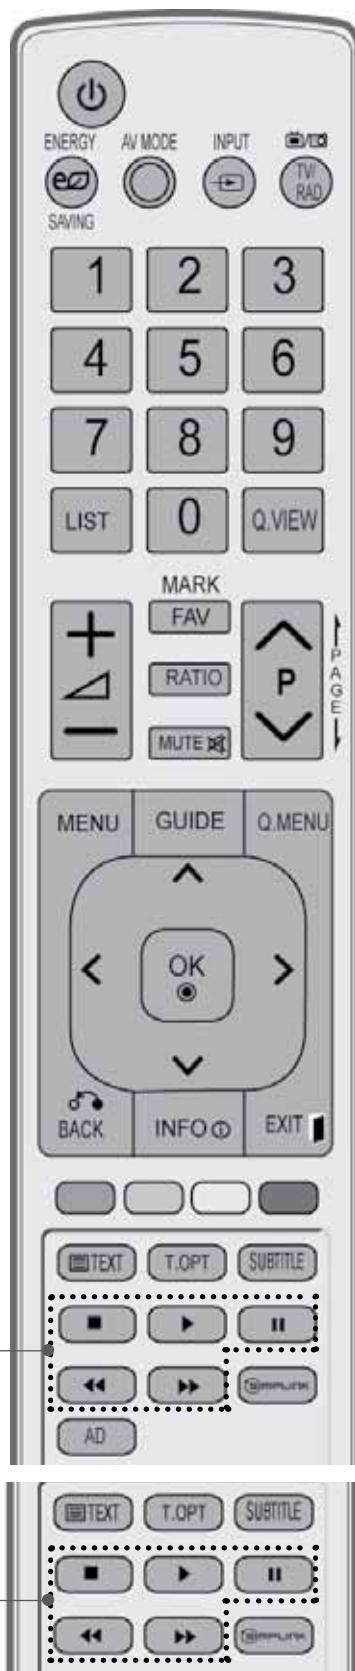 ENERGY AV MODE INPUT
TV/
RAD
SAVING
1 2 3
4 5 6
7 8 9
LIST 0 Q.VIEW
MARK
FAV
RATIO P
PAGE
MUTE
MENU GUIDE Q.MENU
OK
BACK INFO EXIT
TEXT T.OPT SUBTITLE
SIMPLINK
AD
TEXT T.OPT SUBTITLE
SIMPLINK